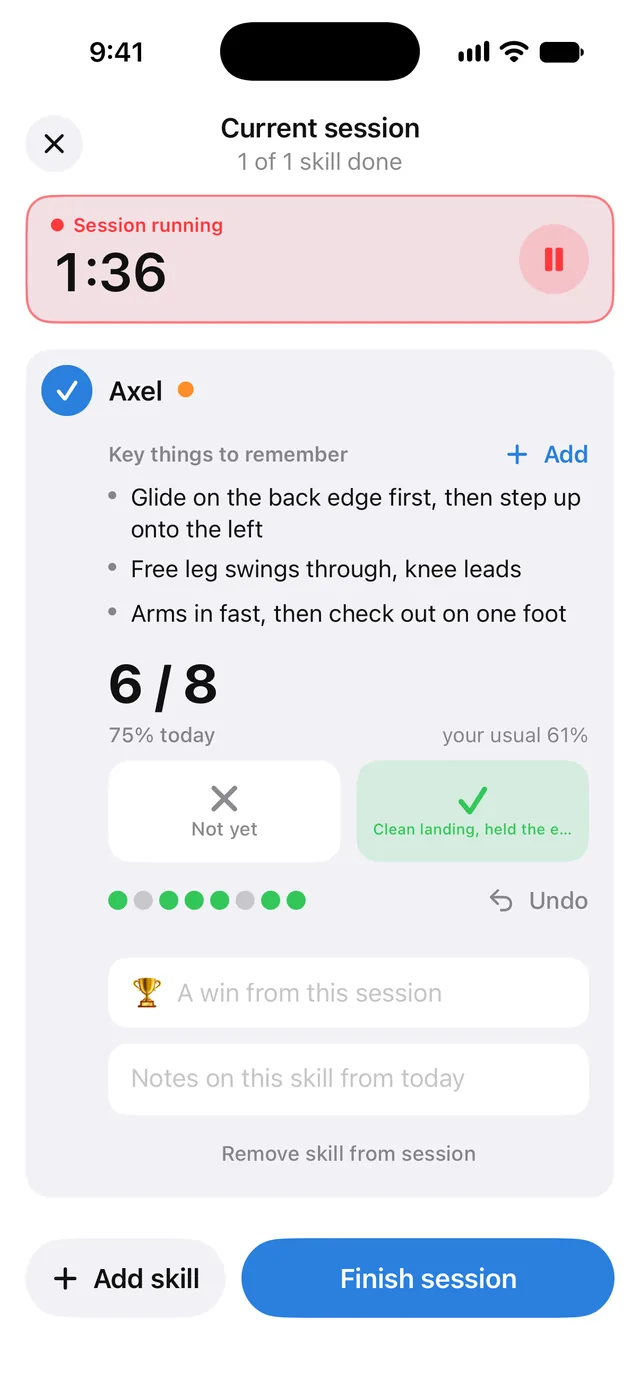 9:41
Current session
1 of 1 skill done
Session running
1:36
Axel
Key things to remember
+ Add
• Glide on the back edge first, then step up
onto the left
• Free leg swings through, knee leads
• Arms in fast, then check out on one foot
6 / 8
75% today
your usual 61%
Not yet
Clean landing, held the e...
Undo
A win from this session
Notes on this skill from today
Remove skill from session
+ Add skill
Finish session